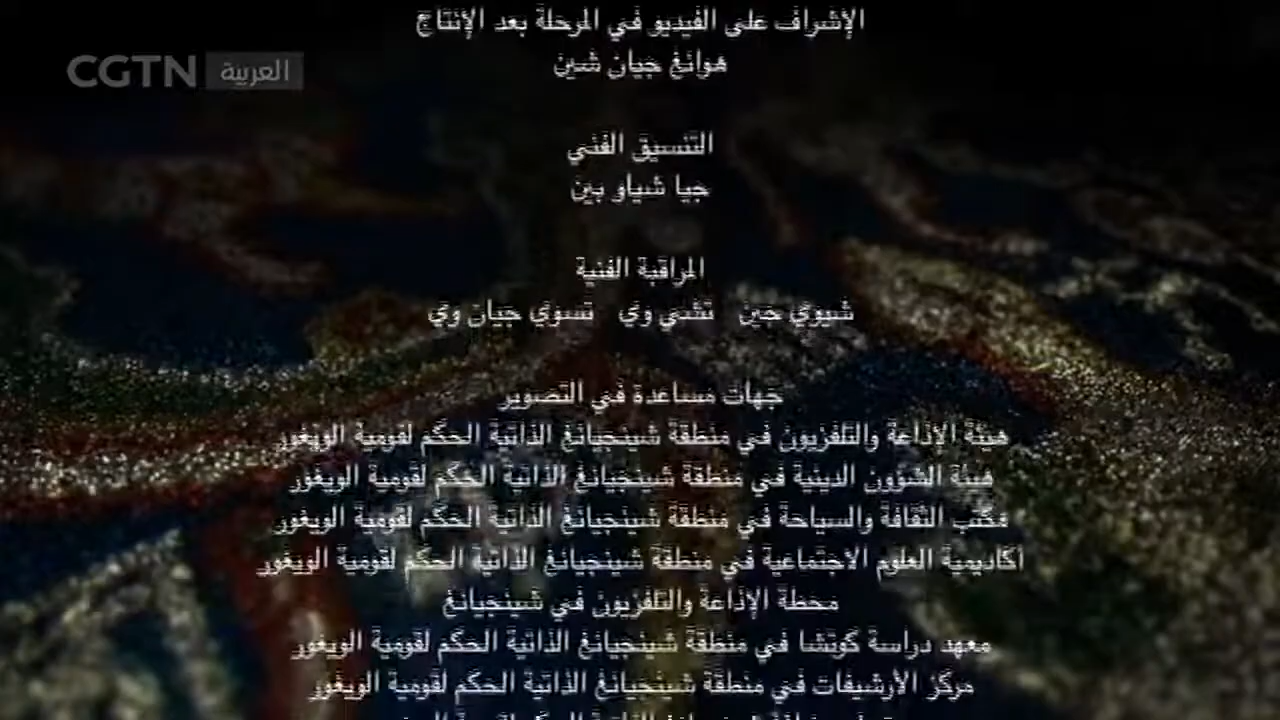 الإشراف على الفيديو في المرحلة بعد الإنتاج
CGTN العربية
هوانغ جيان شين
التنسيق الفني
جيا شياو بين
المراقبة الفنية
شيوي جين تشي وي تسوي جيان وي
جهات مساعدة في التصوير
هيئة الإذاعة والتلفزيون في منطقة شينجيانغ الذاتية الحكم لقومية الويغور
هيئة الشؤون الدينية في منطقة شينجيانغ الذاتية الحكم لقومية الويغور
مكتب الثقافة والسياحة في منطقة شينجيانغ الذاتية الحكم لقومية الويغور
أكاديمية العلوم الاجتماعية في منطقة شينجيانغ الذاتية الحكم لقومية الويغور
محطة الإذاعة والتلفزيون في شينجيانغ
معهد دراسة كوتشا في منطقة شينجيانغ الذاتية الحكم لقومية الويغور
مركز الأرشيفات في منطقة شينجيانغ الذاتية الحكم لقومية الويغور